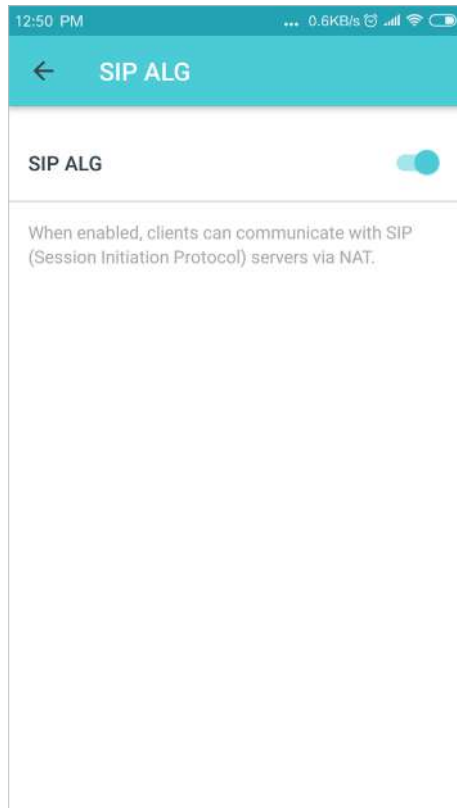 12:50 PM ... 0.6KB/s
SIP ALG
SIP ALG
When enabled, clients can communicate with SIP
(Session Initiation Protocol) servers via NAT.